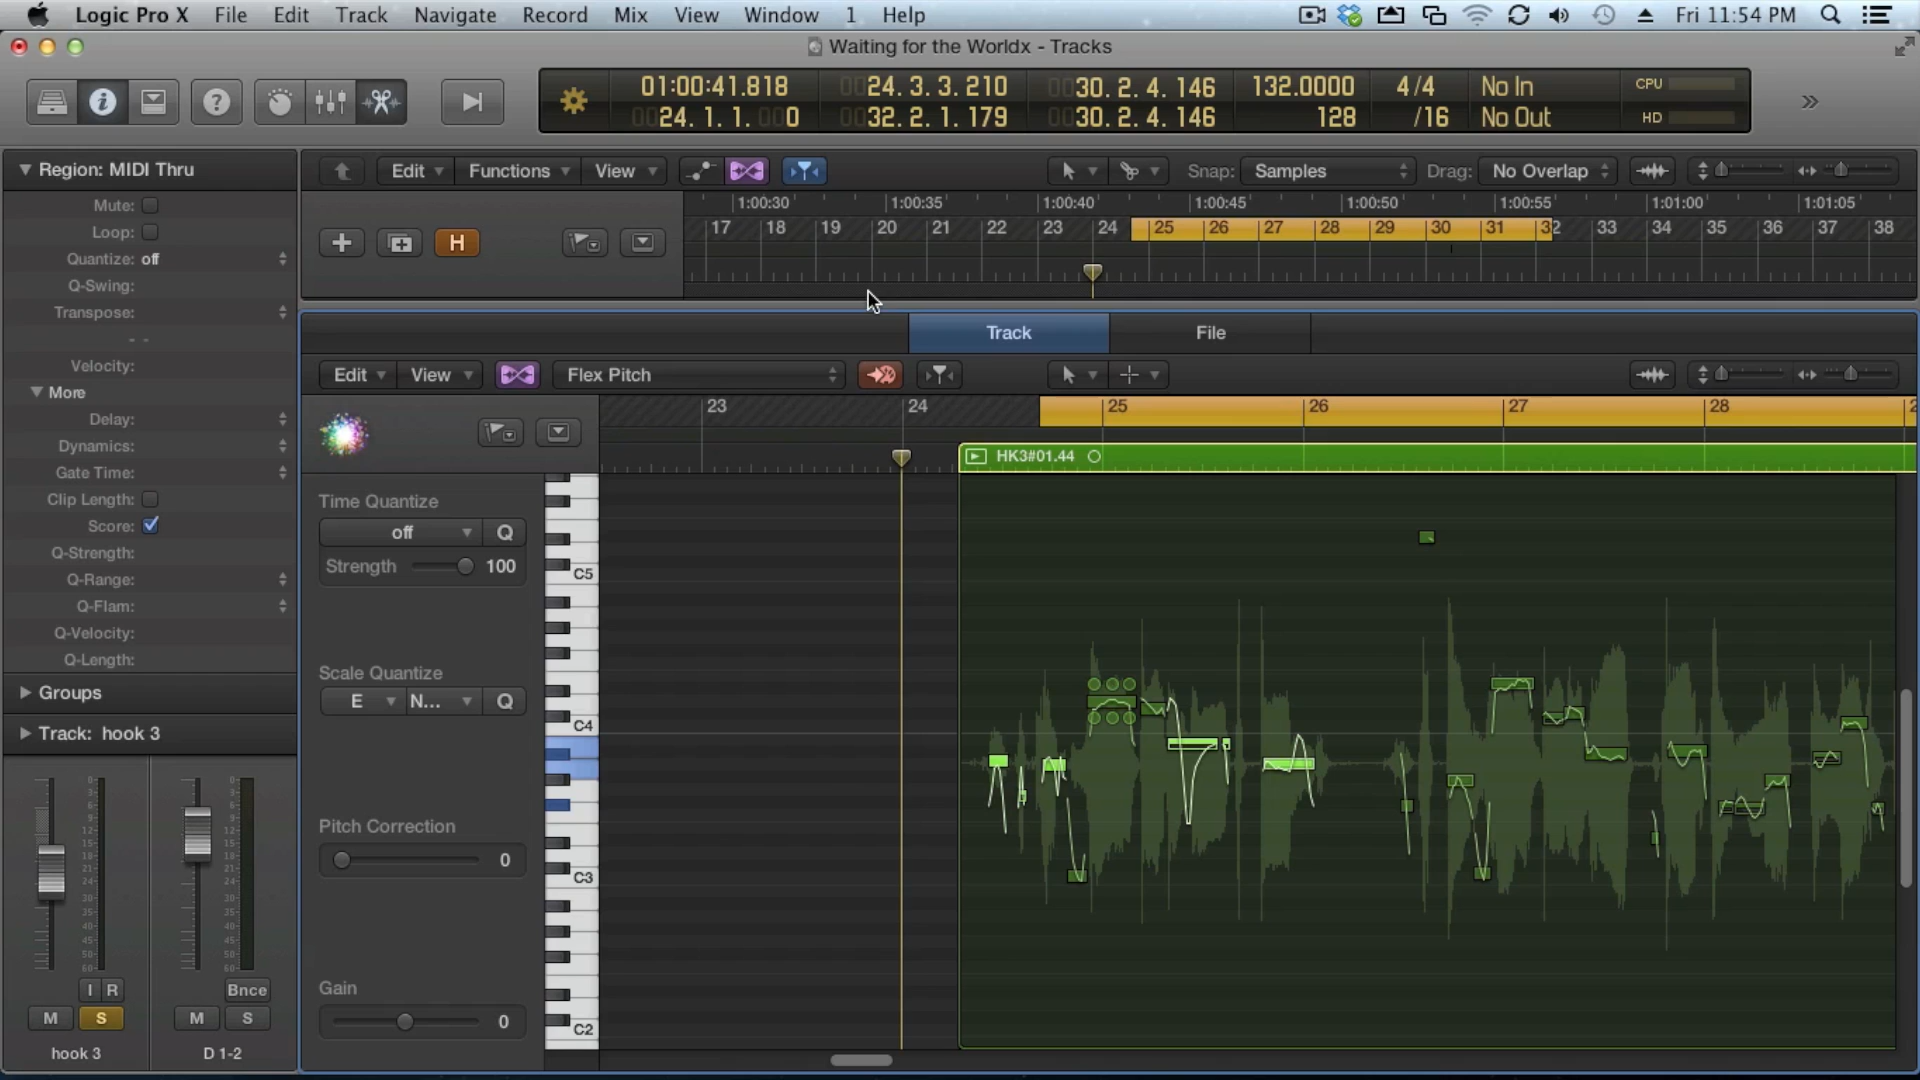 Logic Pro X File Edit Track Navigate Record Mix View Window 1 Help Fri 11:54 PM
Waiting for the Worldx - Tracks
01:00:41.818 0024. 3. 3. 210 0030. 2. 4. 146 132.0000 4/4 No In CPU
0024. 1. 1. 000 0032. 2. 1. 179 0030. 2. 4. 146 128 /16 No Out HD
Region: MIDI Thru
Edit Functions View Snap: Samples Drag: No Overlap
1:00:30 1:00:35 1:00:40 1:00:45 1:00:50 1:00:55 1:01:00 1:01:05
17 18 19 20 21 22 23 24 25 26 27 28 29 30 31 32 33 34 35 36 37 38
H
Mute:
Loop:
Quantize: off
Q-Swing:
Transpose:
- -
Velocity:
More
Delay:
Dynamics:
Gate Time:
Clip Length:
Score:
Q-Strength:
Q-Range:
Q-Flam:
Q-Velocity:
Q-Length:
Groups
Track: hook 3
I R
Bnce
M S
M S
hook 3
D 1-2
Track File
Edit View Flex Pitch
23 24 25 26 27 28
HK3#01.44
Time Quantize
off Q
Strength 100
Scale Quantize
E N... Q
Pitch Correction
0
Gain
0
C5
C4
C3
C2